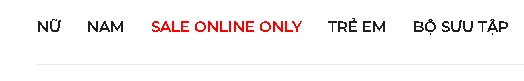 NỮ NAM SALE ONLINE ONLY TRẺ EM BỘ SƯU TẬP